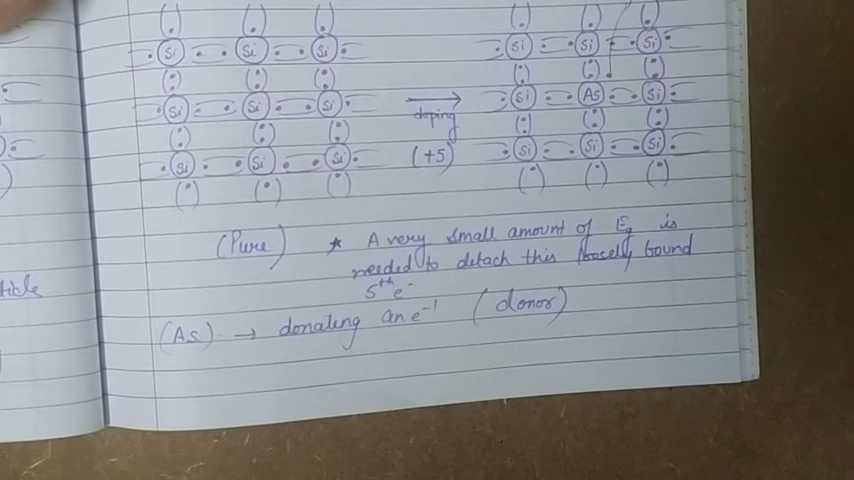 Si Si Si Si Si Si
Si Si Si Si As Si
doping
Si Si Si (+5) Si Si Si
(Pure) * A very small amount of Eg is
needed to detach this loosely bound
5th e-
(As) → donating an e-1 (donor)